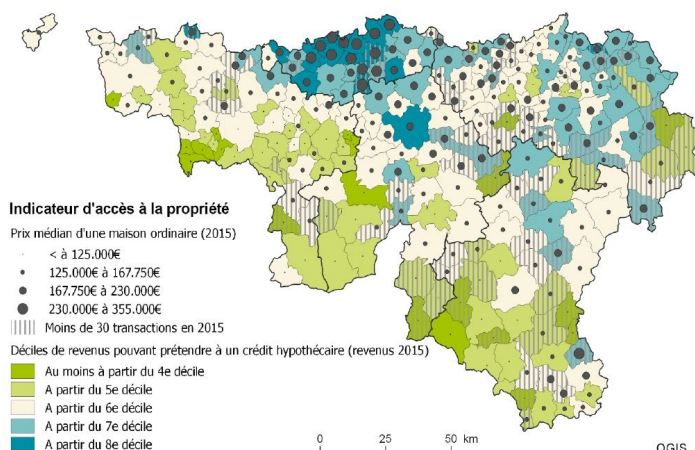 Indicateur d'accès à la propriété
Prix médian d'une maison ordinaire (2015)
< à 125.000€
125.000€ à 167.750€
167.750€ à 230.000€
230.000€ à 355.000€
Moins de 30 transactions en 2015
Déciles de revenus pouvant prétendre à un crédit hypothécaire (revenus 2015)
Au moins à partir du 4e décile
A partir du 5e décile
A partir du 6e décile
A partir du 7e décile
A partir du 8e décile
0 25 50 km
QGIS